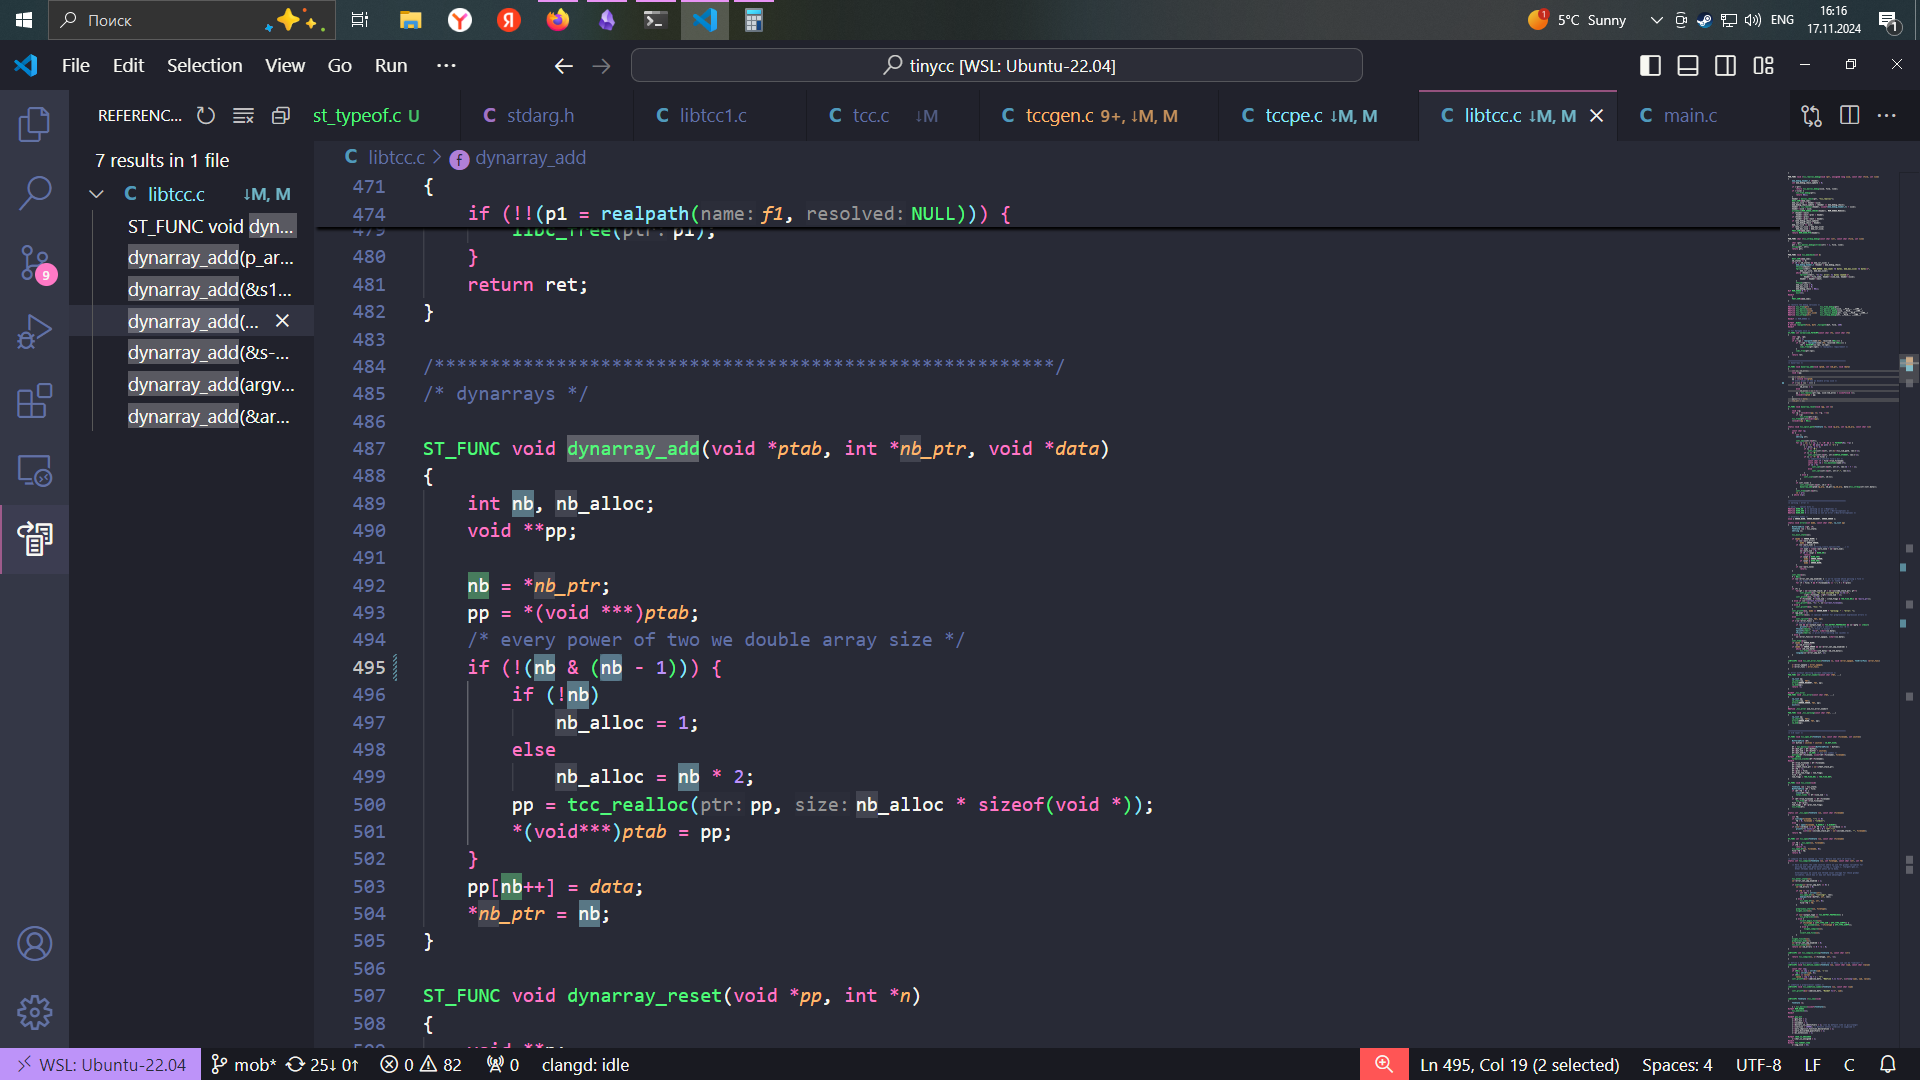 Поиск
5°C Sunny
ENG
16:16
17.11.2024
1
File Edit Selection View Go Run ···
tinycc [WSL: Ubuntu-22.04]
REFERENC...
st_typeof.c U
C stdarg.h
C libtcc1.c
C tcc.c ↓M
C tccgen.c 9+, ↓M, M
C tccpe.c ↓M, M
C libtcc.c ↓M, M
C main.c
7 results in 1 file
C libtcc.c ↓M, M
ST_FUNC void dyn...
dynarray_add(p_ar...
dynarray_add(&s1...
dynarray_add(...
dynarray_add(&s-...
dynarray_add(argv...
dynarray_add(&ar...
9
C libtcc.c > f dynarray_add
471 {
474 if (!!(p1 = realpath(name: f1, resolved: NULL))) {
479 libc_free(ptr: p1);
480 }
481 return ret;
482 }
483
484 /********************************************************/
485 /* dynarrays */
486
487 ST_FUNC void dynarray_add(void *ptab, int *nb_ptr, void *data)
488 {
489 int nb, nb_alloc;
490 void **pp;
491
492 nb = *nb_ptr;
493 pp = *(void ***)ptab;
494 /* every power of two we double array size */
495 if (!(nb & (nb - 1))) {
496 if (!nb)
497 nb_alloc = 1;
498 else
499 nb_alloc = nb * 2;
500 pp = tcc_realloc(ptr: pp, size: nb_alloc * sizeof(void *));
501 *(void***)ptab = pp;
502 }
503 pp[nb++] = data;
504 *nb_ptr = nb;
505 }
506
507 ST_FUNC void dynarray_reset(void *pp, int *n)
508 {
WSL: Ubuntu-22.04 mob* 25↓ 0↑ 0 82 0 clangd: idle
Ln 495, Col 19 (2 selected) Spaces: 4 UTF-8 LF C